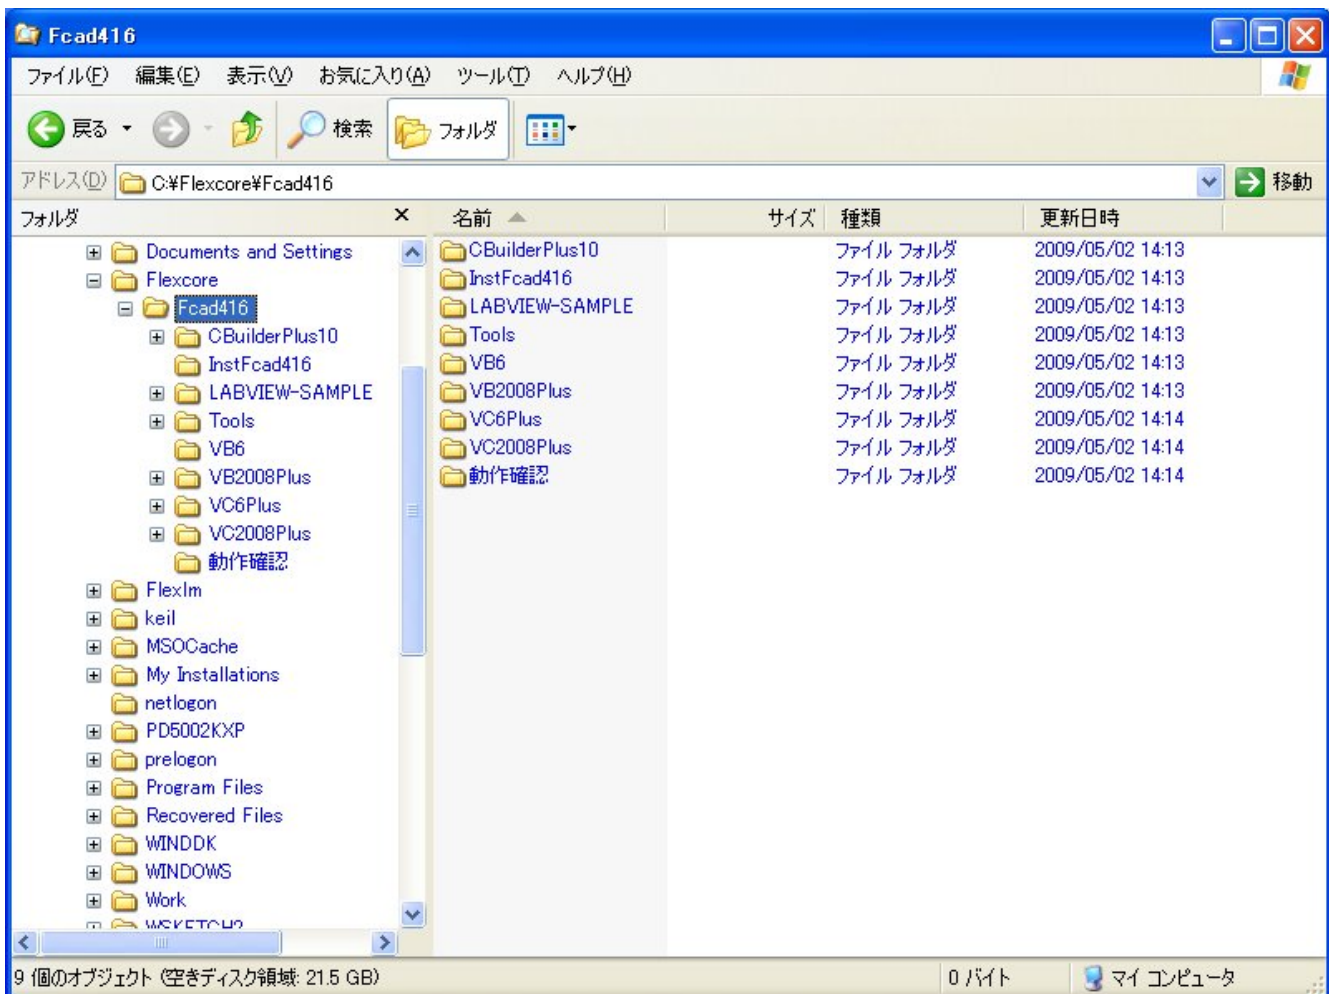 Fcad416
ファイル(F) 編集(E) 表示(V) お気に入り(A) ツール(T) ヘルプ(H)
戻る 検索 フォルダ
アドレス(D) C:¥Flexcore¥Fcad416 移動
フォルダ × 名前 サイズ 種類 更新日時
Documents and Settings
Flexcore
Fcad416
CBuilderPlus10
InstFcad416
LABVIEW-SAMPLE
Tools
VB6
VB2008Plus
VC6Plus
VC2008Plus
動作確認
Flexlm
keil
MSOCache
My Installations
netlogon
PD5002KXP
prelogon
Program Files
Recovered Files
WINDDK
WINDOWS
Work
WSKETCH2
CBuilderPlus10 ファイル フォルダ 2009/05/02 14:13
InstFcad416 ファイル フォルダ 2009/05/02 14:13
LABVIEW-SAMPLE ファイル フォルダ 2009/05/02 14:13
Tools ファイル フォルダ 2009/05/02 14:13
VB6 ファイル フォルダ 2009/05/02 14:13
VB2008Plus ファイル フォルダ 2009/05/02 14:13
VC6Plus ファイル フォルダ 2009/05/02 14:14
VC2008Plus ファイル フォルダ 2009/05/02 14:14
動作確認 ファイル フォルダ 2009/05/02 14:14
9 個のオブジェクト (空きディスク領域: 21.5 GB) 0 バイト マイ コンピュータ